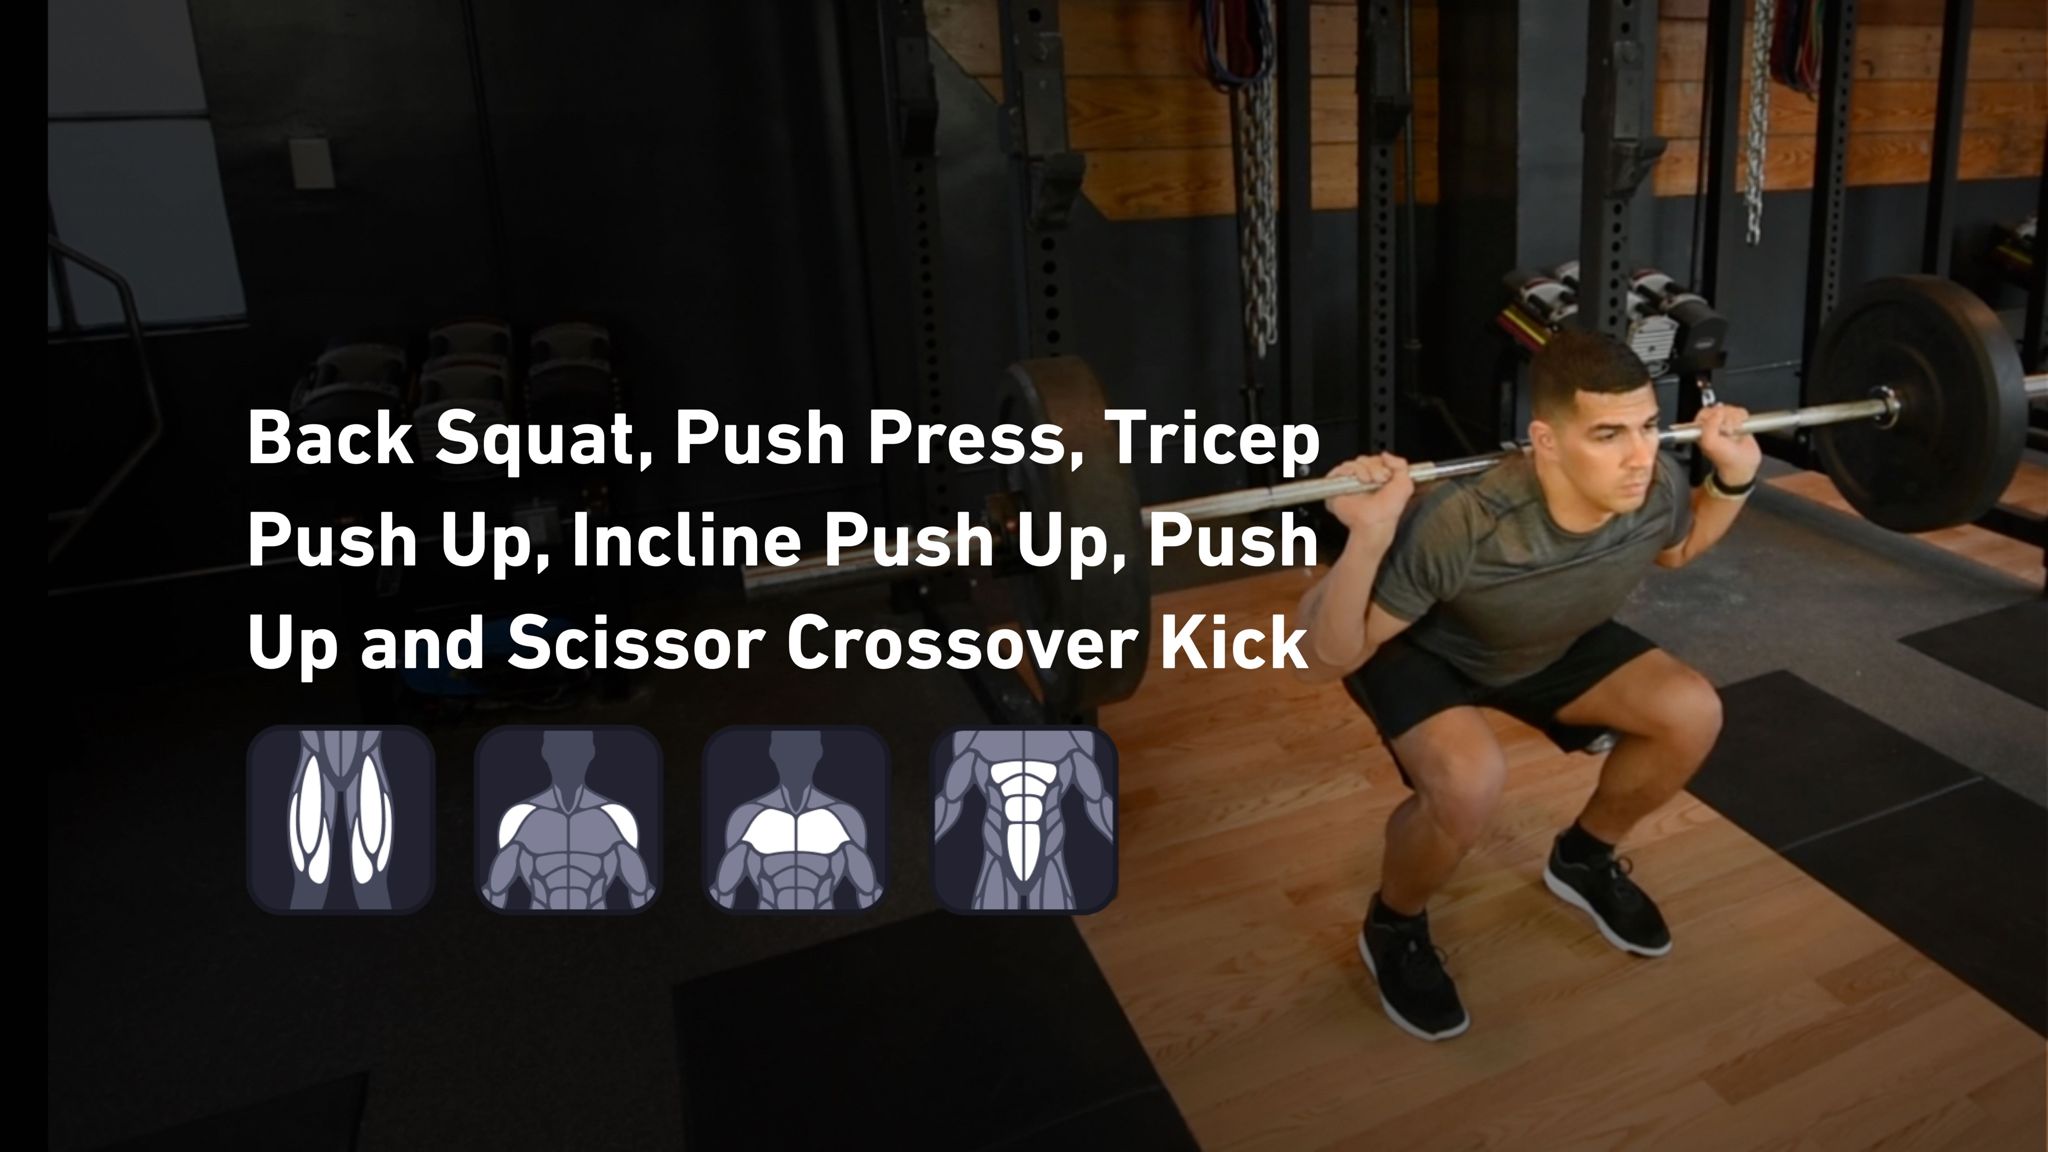 Back Squat, Push Press, Tricep
Push Up, Incline Push Up, Push
Up and Scissor Crossover Kick